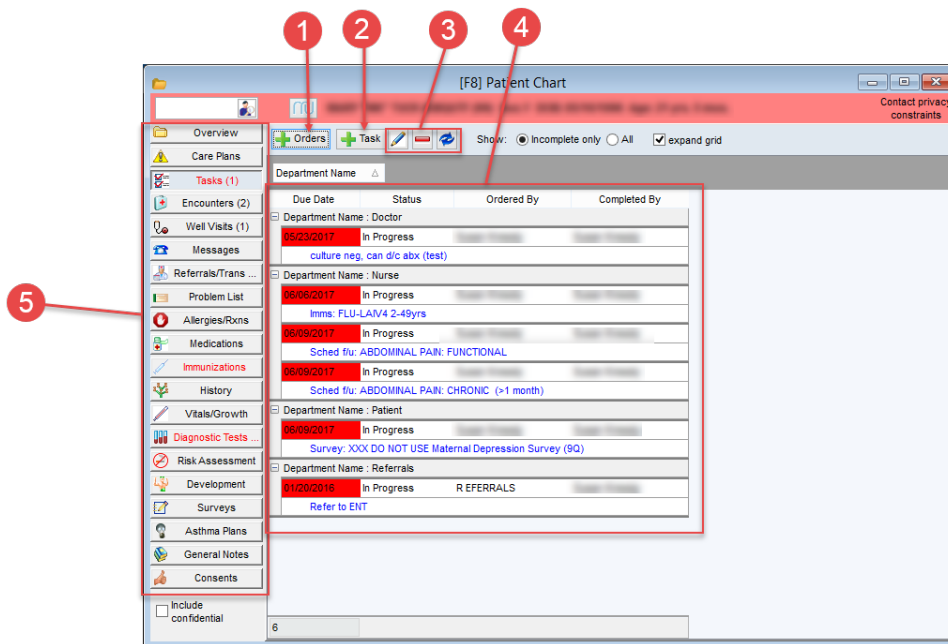 1
2
3
4
[F8] Patient Chart
Contact privacy
constraints
Orders
Task
Show:
Incomplete only
All
expand grid
Overview
Care Plans
Tasks (1)
Encounters (2)
Well Visits (1)
Messages
Referrals/Trans ...
Problem List
Allergies/Rxns
Medications
Immunizations
History
Vitals/Growth
Diagnostic Tests ...
Risk Assessment
Development
Surveys
Asthma Plans
General Notes
Consents
Include
confidential
5
Department Name
Due Date Status Ordered By Completed By
Department Name : Doctor
05/23/2017 In Progress
culture neg, can d/c abx (test)
Department Name : Nurse
06/06/2017 In Progress
Imms: FLU-LAIV4 2-49yrs
06/09/2017 In Progress
Sched f/u: ABDOMINAL PAIN: FUNCTIONAL
06/09/2017 In Progress
Sched f/u: ABDOMINAL PAIN: CHRONIC (>1 month)
Department Name : Patient
06/09/2017 In Progress
Survey: XXX DO NOT USE Maternal Depression Survey (9Q)
Department Name : Referrals
01/20/2016 In Progress REFERRALS
Refer to ENT
6